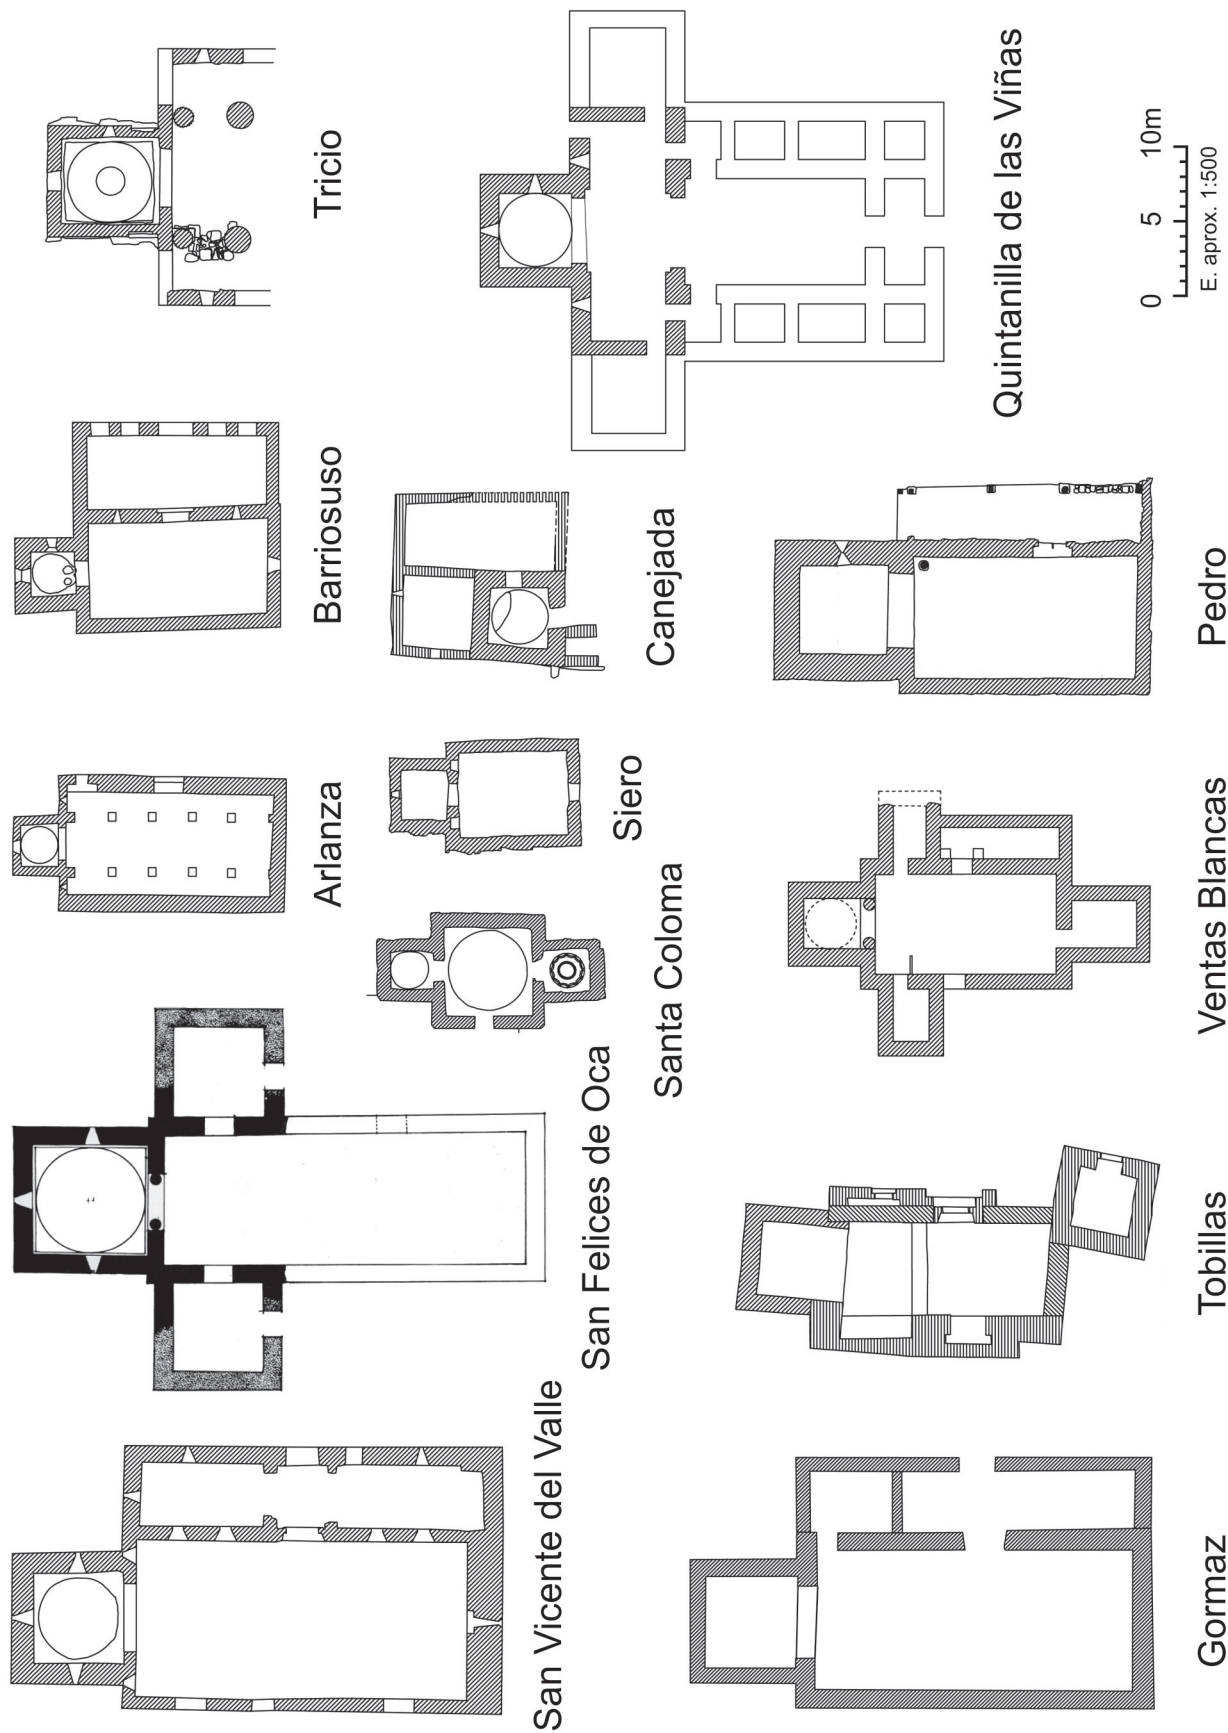 San Vicente del Valle
San Felices de Oca
Arlanza
Barriosuso
Tricio
Santa Coloma
Siero
Canejada
Quintanilla de las Viñas
Gormaz
Tobillas
Ventas Blancas
Pedro
0 5 10m
E. aprox. 1:500